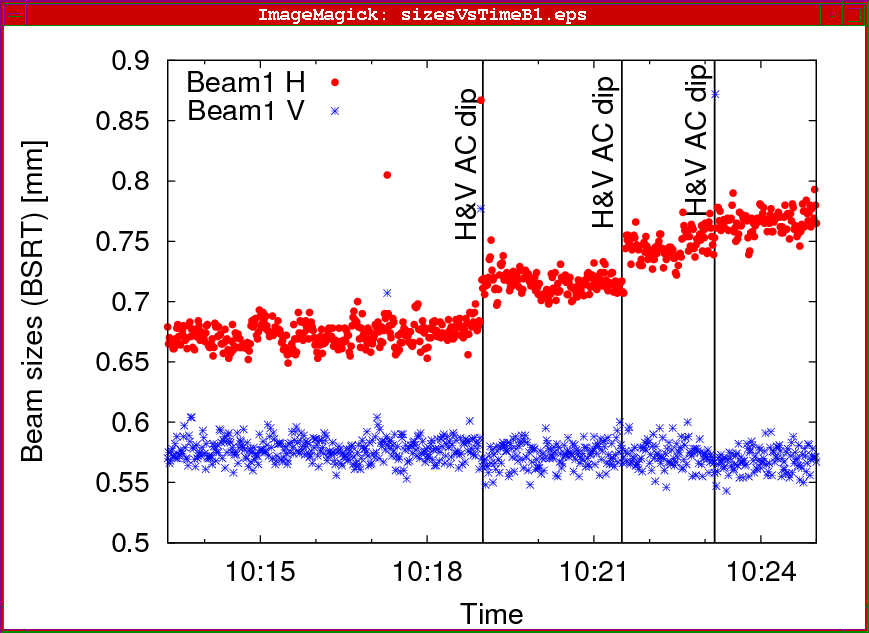 ImageMagick: sizesVsTimeB1.eps
Beam1 H
Beam1 V
H&V AC dip
H&V AC dip
H&V AC dip
Beam sizes (BSRT) [mm]
0.9
0.85
0.8
0.75
0.7
0.65
0.6
0.55
0.5
10:15
10:18
10:21
10:24
Time